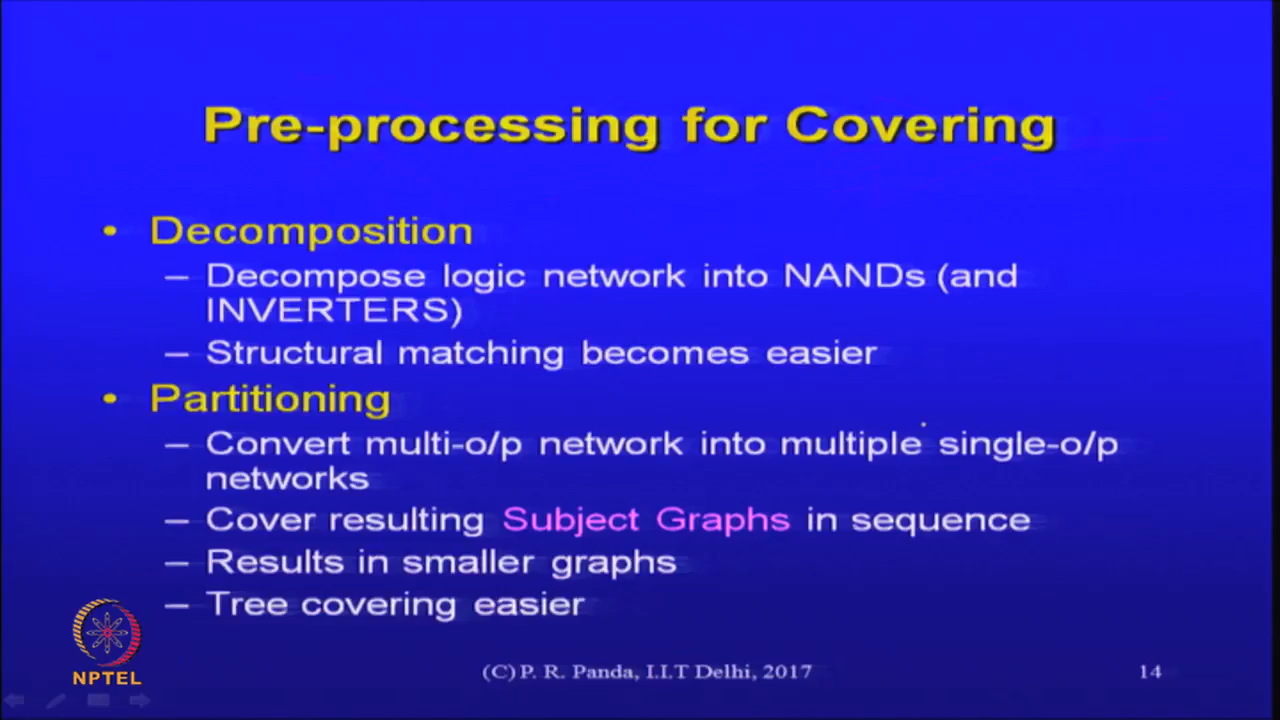 Pre-processing for Covering
• Decomposition
– Decompose logic network into NANDs (and
INVERTERS)
– Structural matching becomes easier
• Partitioning
– Convert multi-o/p network into multiple single-o/p
networks
– Cover resulting Subject Graphs in sequence
– Results in smaller graphs
– Tree covering easier
NPTEL
(C) P. R. Panda, I.I.T Delhi, 2017
14